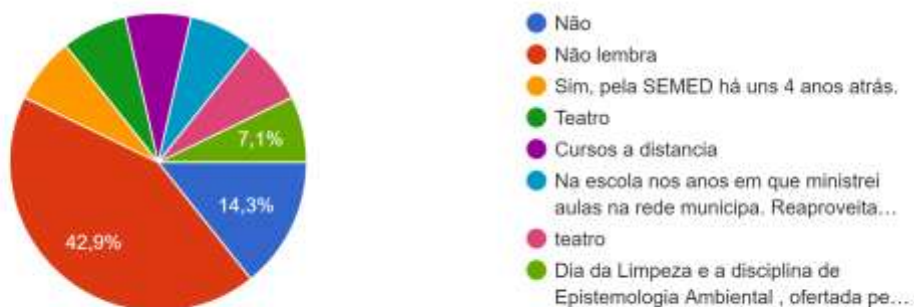 7,1%
14,3%
42,9%
Não
Não lembra
Sim, pela SEMED há uns 4 anos atrás.
Teatro
Cursos a distancia
Na escola nos anos em que ministrei
aulas na rede municipa. Reaproveita…
teatro
Dia da Limpeza e a disciplina de
Epistemologia Ambiental , ofertada pe…